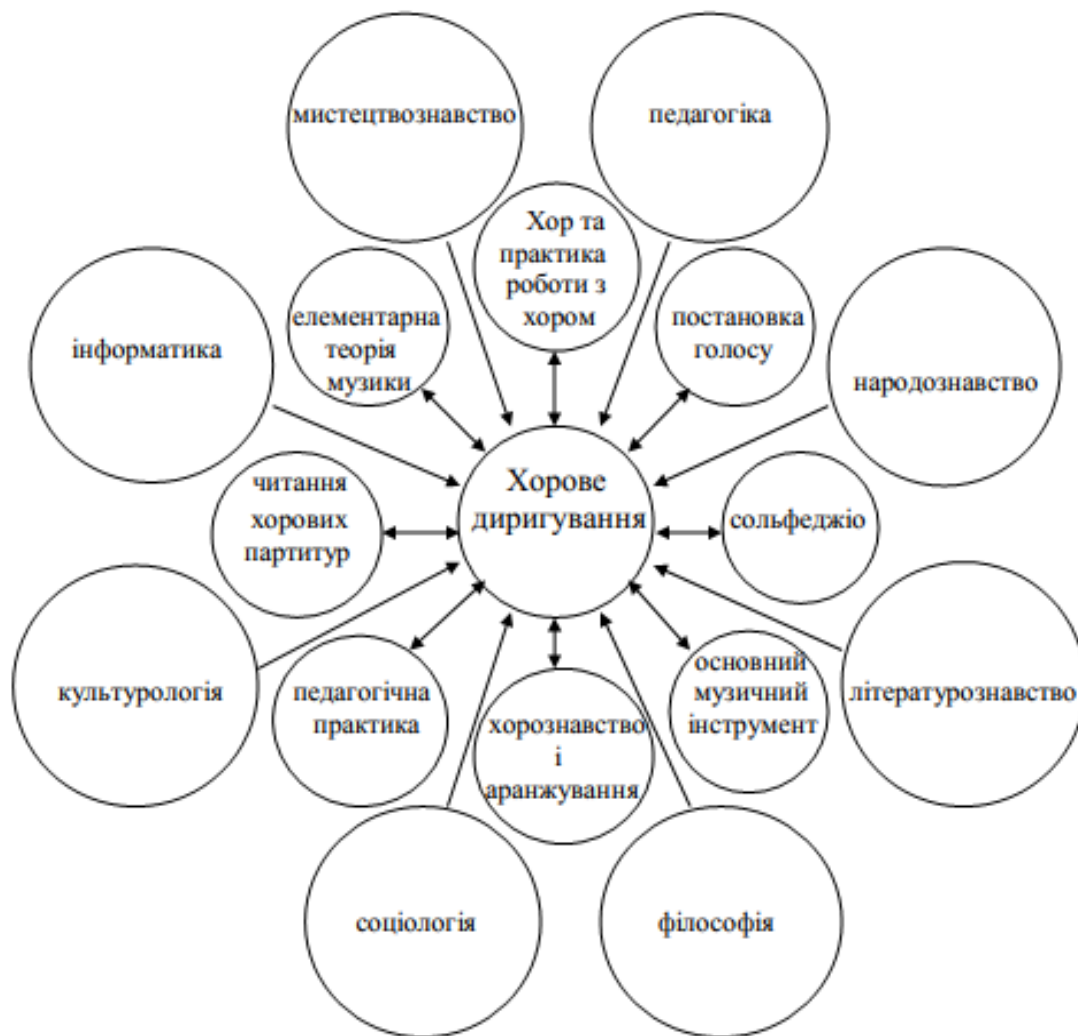 мистецтвознавство
педагогіка
Хор та
практика
роботи з
хором
елементарна
теорія
музики
постановка
голосу
інформатика
народознавство
Хорове
диригування
читання
хорових
партитур
сольфеджіо
культурологія
педагогічна
практика
хорознавство
і
аранжування
основний
музичний
інструмент
літературознавство
соціологія
філософія